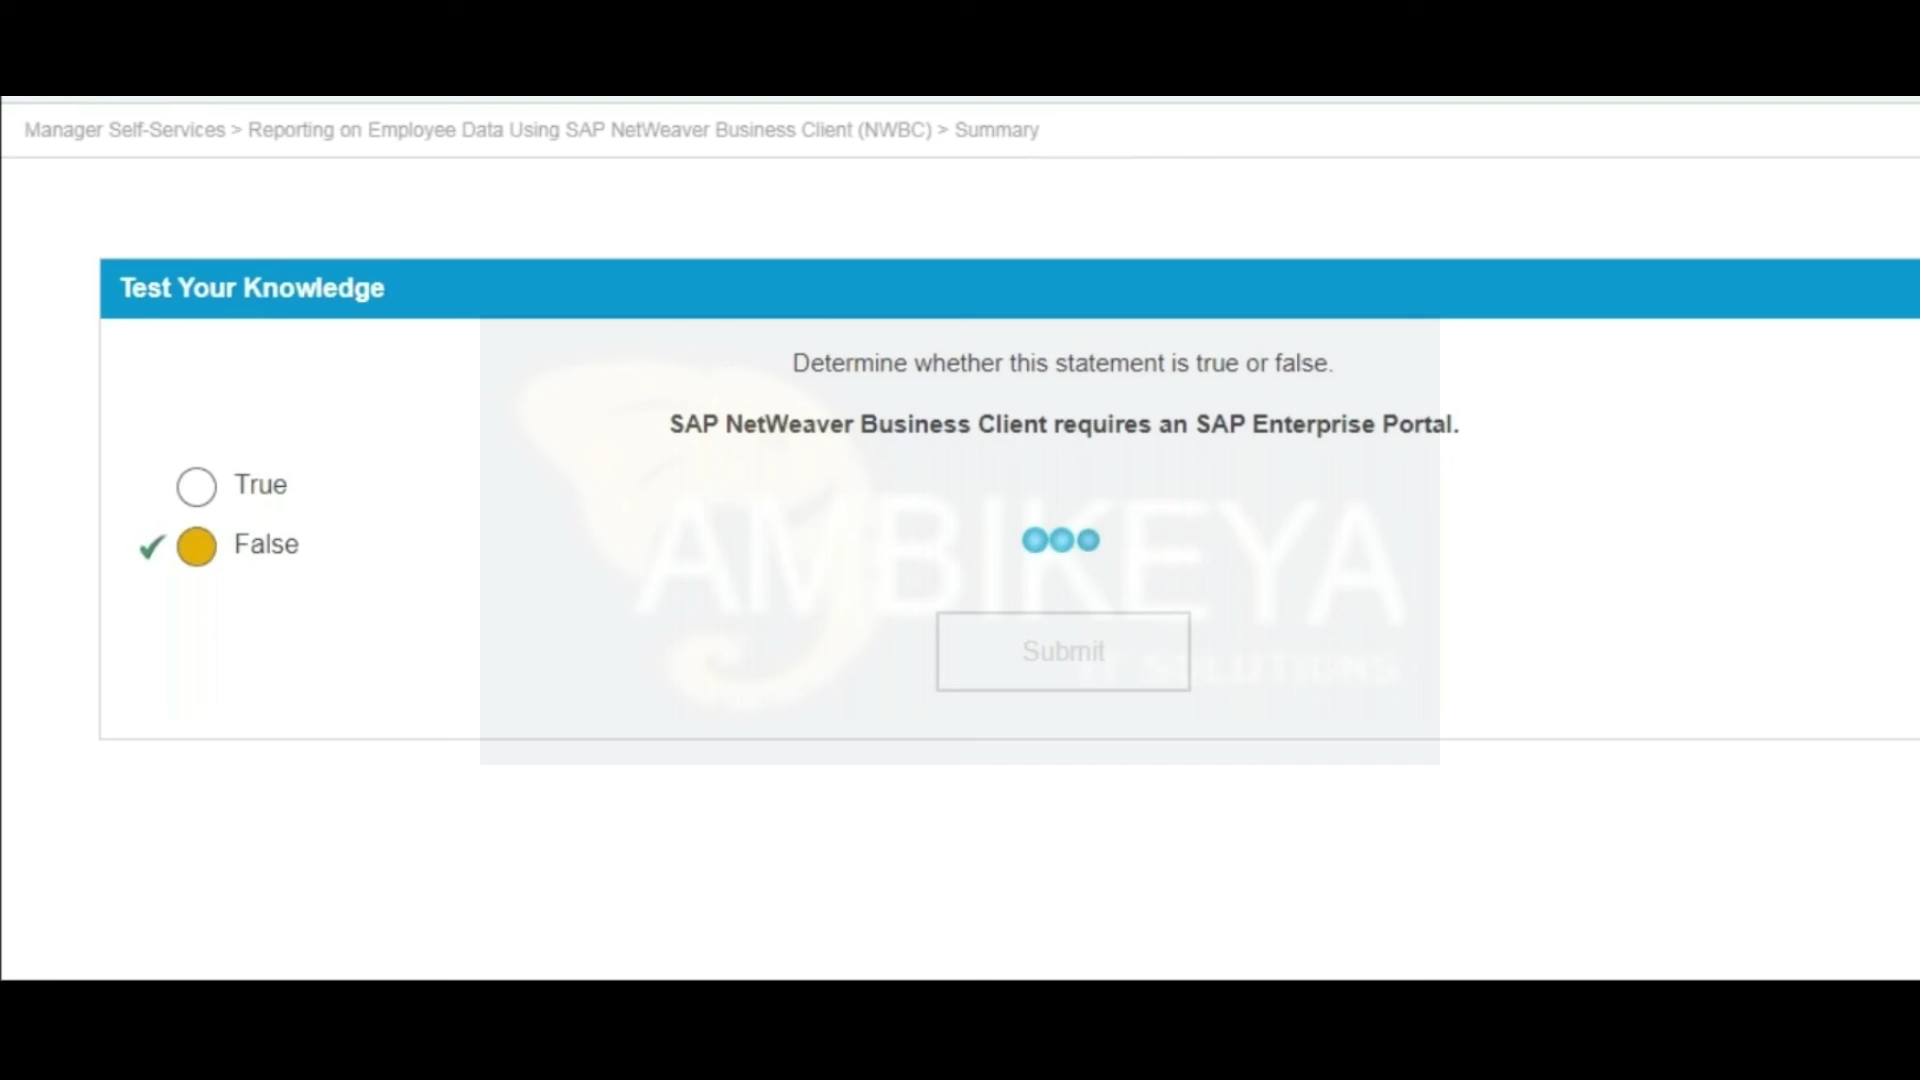 Manager Self-Services > Reporting on Employee Data Using SAP NetWeaver Business Client (NWBC) > Summary
Test Your Knowledge
Determine whether this statement is true or false.
SAP NetWeaver Business Client requires an SAP Enterprise Portal.
True
False
AMBIKEYA
Submit
IT SOLUTIONS